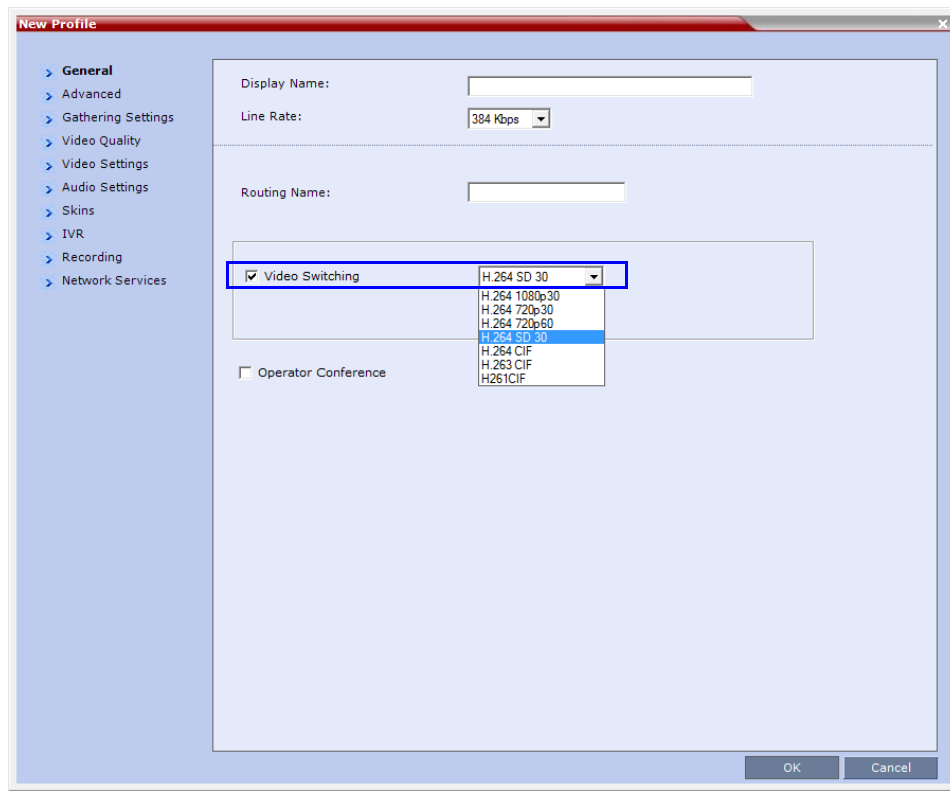 New Profile
General
Advanced
Gathering Settings
Video Quality
Video Settings
Audio Settings
Skins
IVR
Recording
Network Services
Display Name:
Line Rate: 384 Kbps
Routing Name:
Video Switching H.264 SD 30
H.264 1080p30
H.264 720p30
H.264 720p60
H.264 SD 30
H.264 CIF
H.263 CIF
H261CIF
Operator Conference
OK Cancel